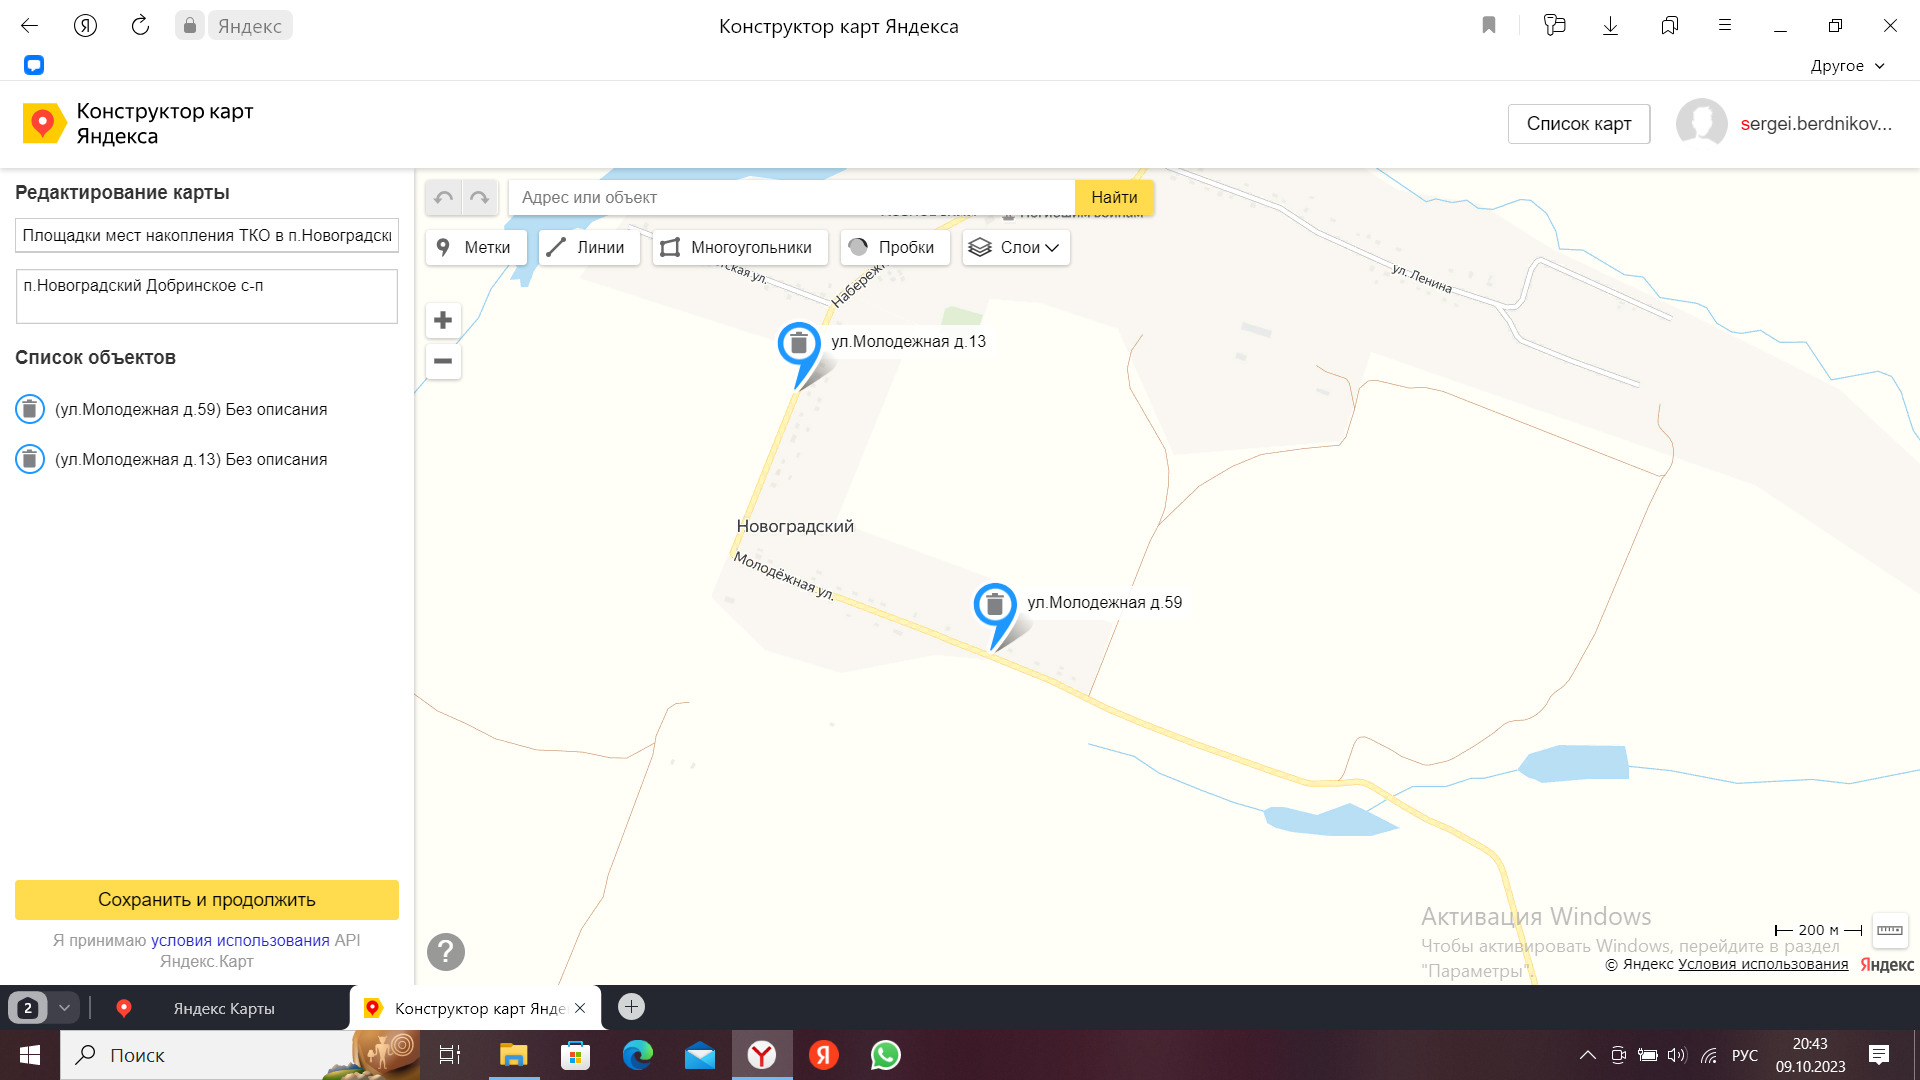 Яндекс
Конструктор карт Яндекса
Другое
Конструктор карт
Яндекса
Список карт
sergei.berdnikov...
Редактирование карты
Площадки мест накопления ТКО в п.Новоградски
п.Новоградский Добринское с-п
Список объектов
(ул.Молодежная д.59) Без описания
(ул.Молодежная д.13) Без описания
Сохранить и продолжить
Я принимаю условия использования API
Яндекс.Карт
Адрес или объект
Найти
Погибшим воинам
Метки
Линии
Многоугольники
Пробки
Слои
ул. Ленина
ул.Молодежная д.13
Новоградский
Молодёжная ул.
ул.Молодежная д.59
Активация Windows
Чтобы активировать Windows, перейдите в раздел
"Параметры".
200 м
© Яндекс Условия использования Яндекс
?
2
Яндекс Карты
Конструктор карт Янде
Поиск
РУС
20:43
09.10.2023